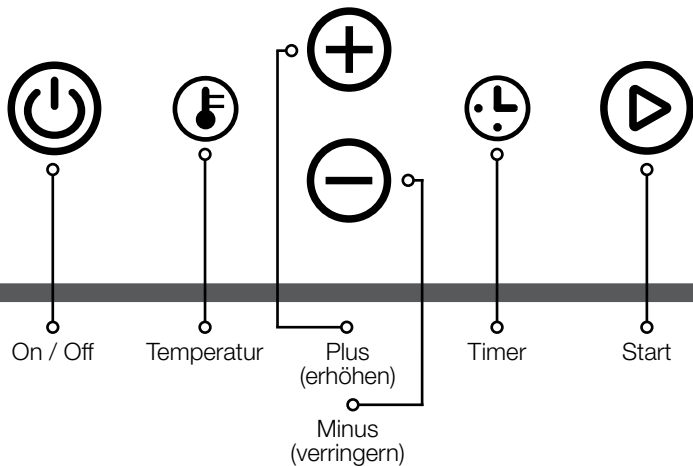 On / Off
Temperatur
Plus
(erhöhen)
Timer
Start
Minus
(verringern)